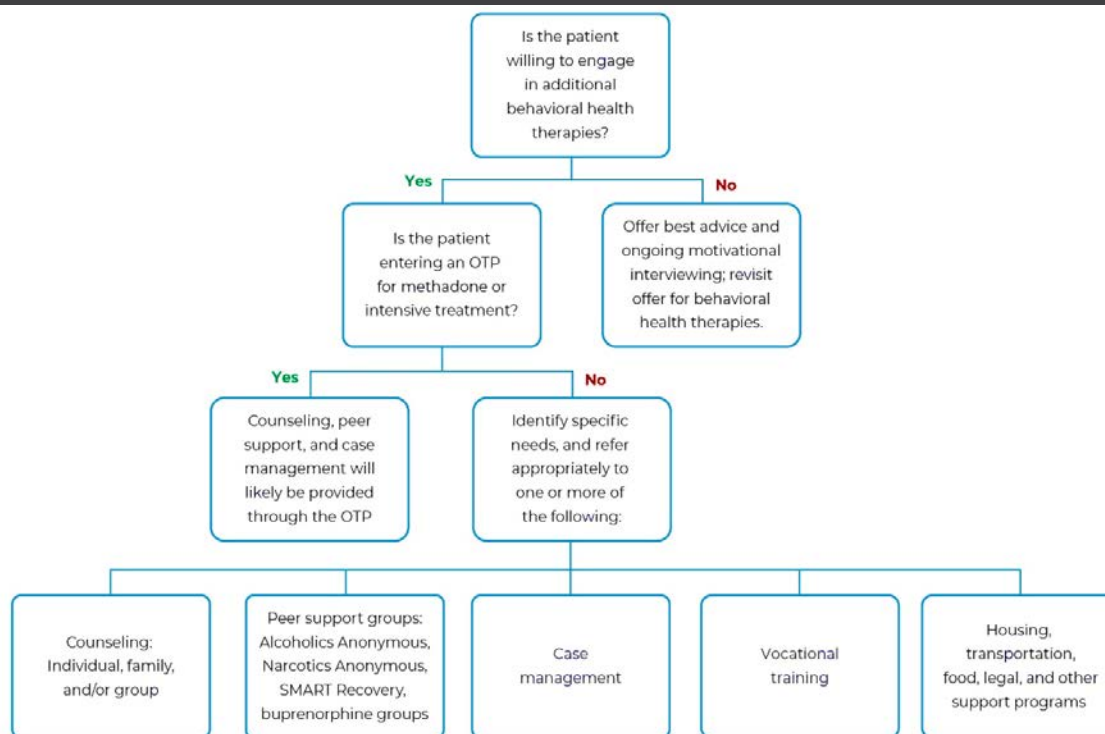 Is the patient
willing to engage
in additional
behavioral health
therapies?
Yes
No
Is the patient
entering an OTP
for methadone or
intensive treatment?
Offer best advice and
ongoing motivational
interviewing; revisit
offer for behavioral
health therapies.
Yes
No
Counseling, peer
support, and case
management will
likely be provided
through the OTP
Identify specific
needs, and refer
appropriately to
one or more of
the following:
Counseling:
Individual, family,
and/or group
Peer support groups:
Alcoholics Anonymous,
Narcotics Anonymous,
SMART Recovery,
buprenorphine groups
Case
management
Vocational
training
Housing,
transportation,
food, legal, and other
support programs